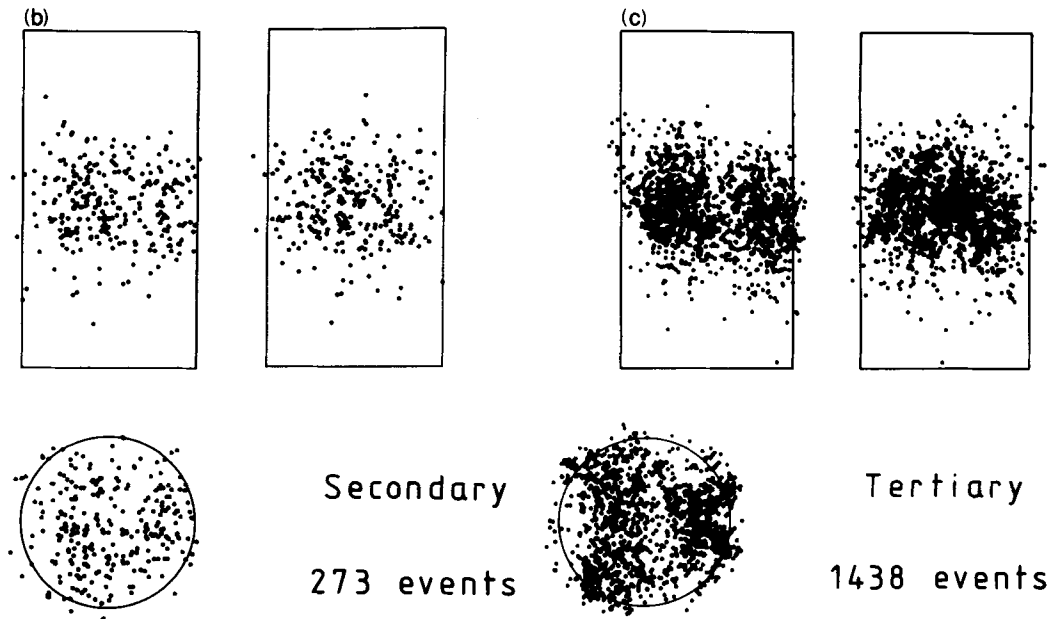 (b)
(c)
Secondary
273 events
Tertiary
1438 events